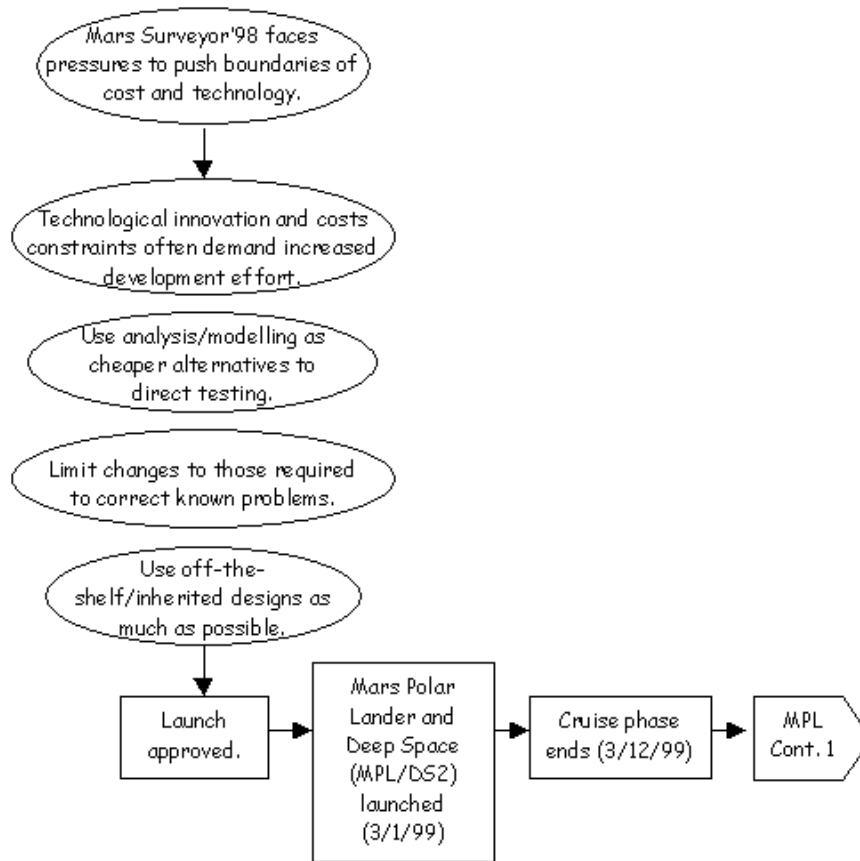 Mars Surveyor'98 faces
pressures to push boundaries of
cost and technology.
Technological innovation and costs
constraints often demand increased
development effort.
Use analysis/modelling as
cheaper alternatives to
direct testing.
Limit changes to those required
to correct known problems.
Use off-the-
shelf/inherited designs as
much as possible.
Launch
approved.
Mars Polar
Lander and
Deep Space
(MPL/DS2)
launched
(3/1/99)
Cruise phase
ends (3/12/99)
MPL
Cont. 1